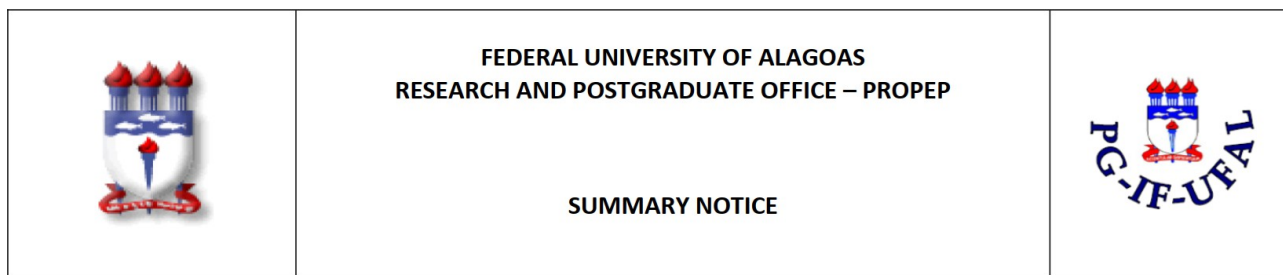 FEDERAL UNIVERSITY OF ALAGOAS
RESEARCH AND POSTGRADUATE OFFICE – PROPEP
SUMMARY NOTICE
PG-IF-UFAL